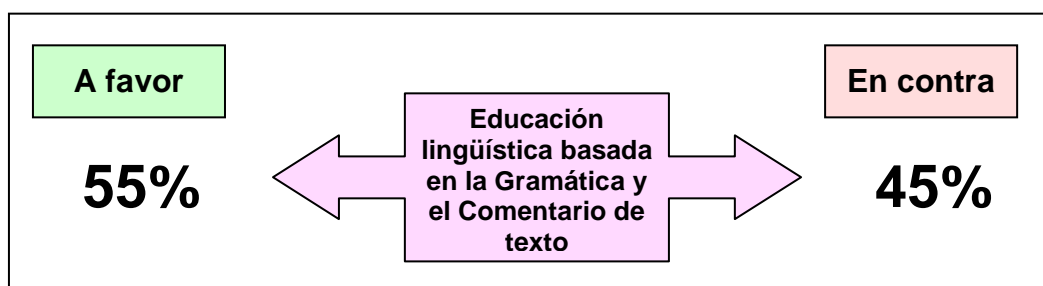 A favor
En contra
Educación
lingüística basada
en la Gramática y
el Comentario de
texto
55%
45%